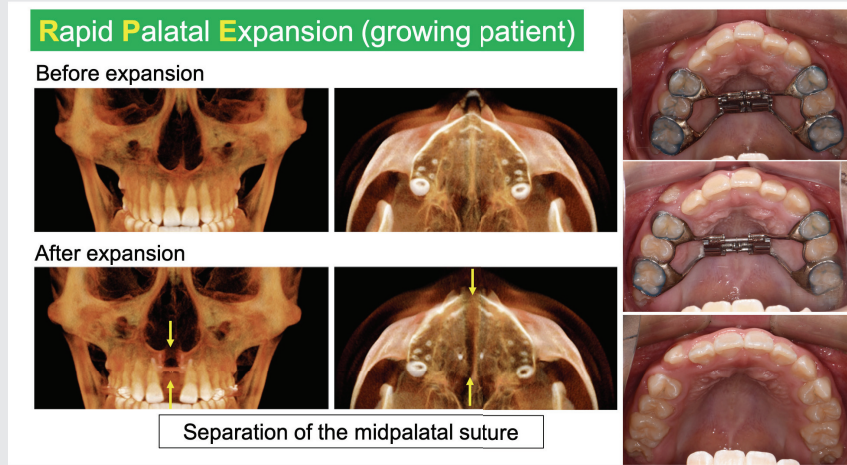 Rapid Palatal Expansion (growing patient)
Before expansion
After expansion
Separation of the midpalatal suture